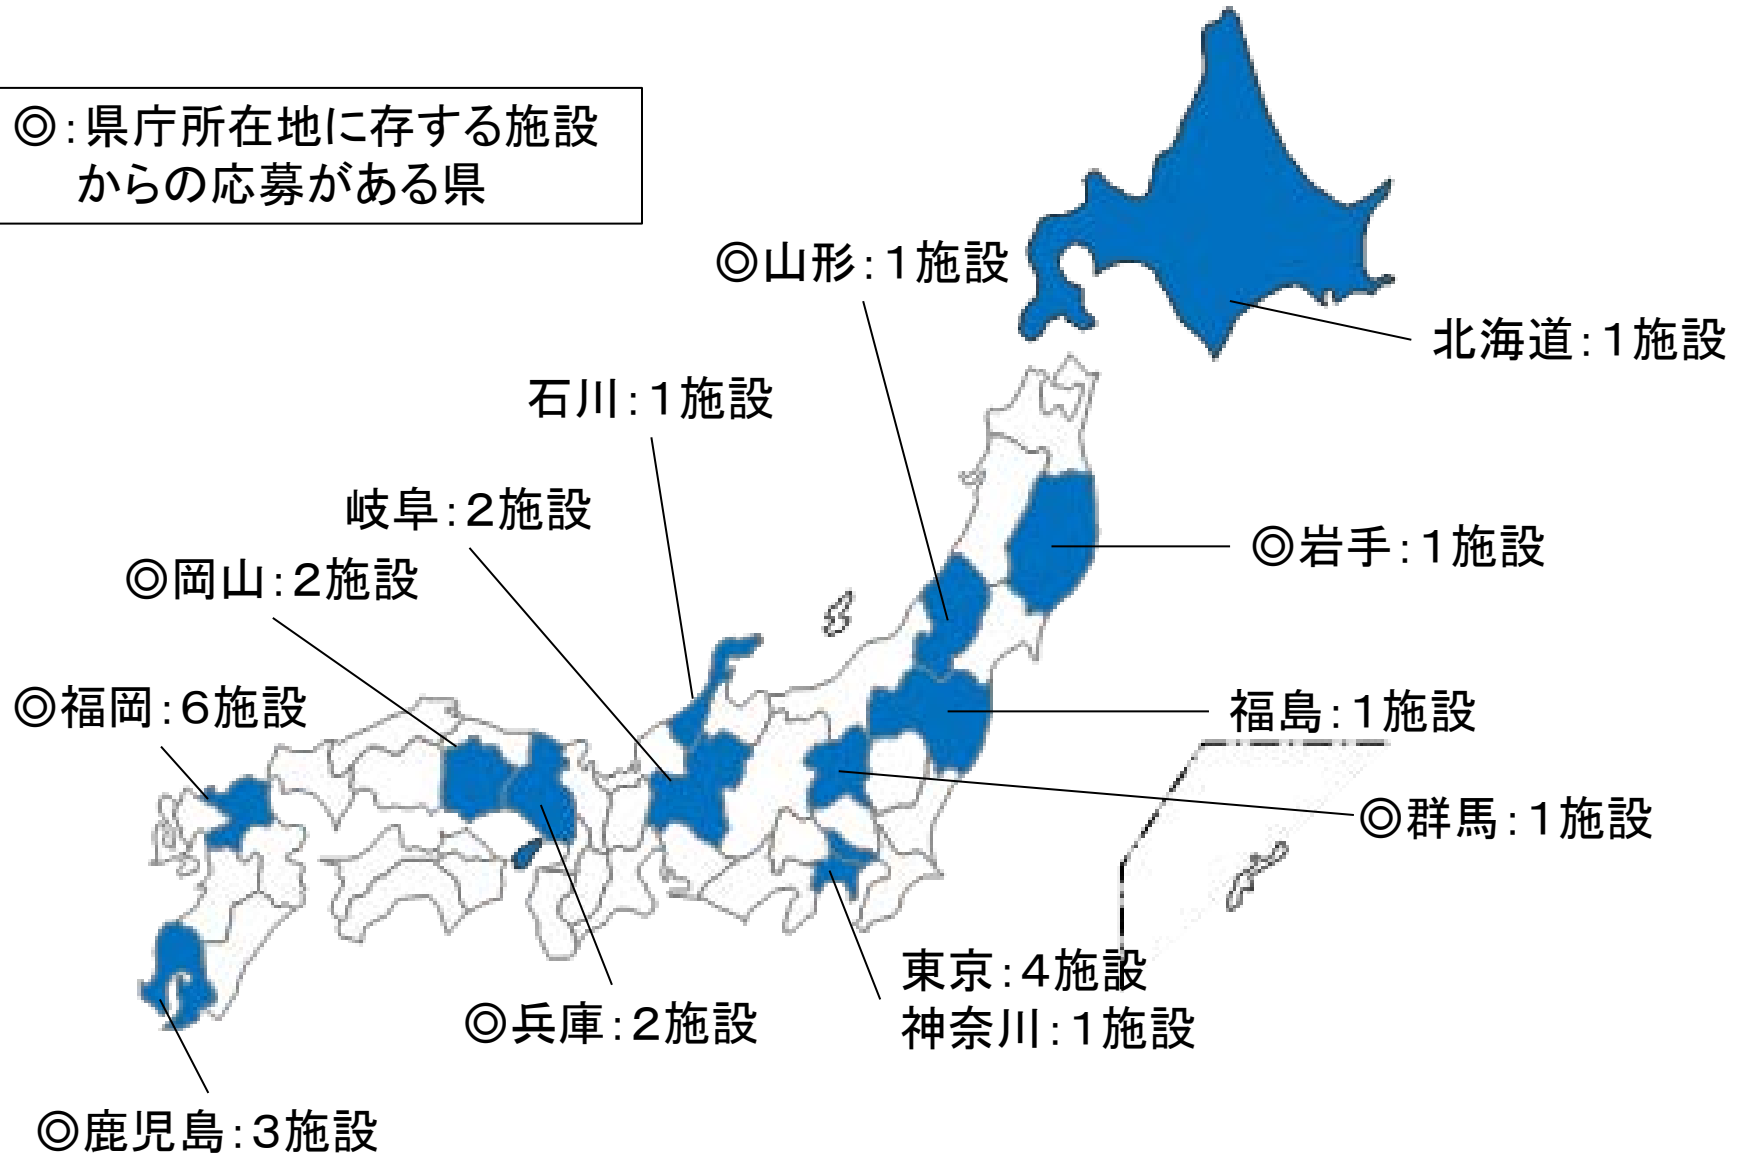 ◎:県庁所在地に存する施設
からの応募がある県
◎山形:1施設
北海道:1施設
石川:1施設
岐阜:2施設
◎岩手:1施設
◎岡山:2施設
◎福岡:6施設
福島:1施設
◎群馬:1施設
東京:4施設
神奈川:1施設
◎兵庫:2施設
◎鹿児島:3施設